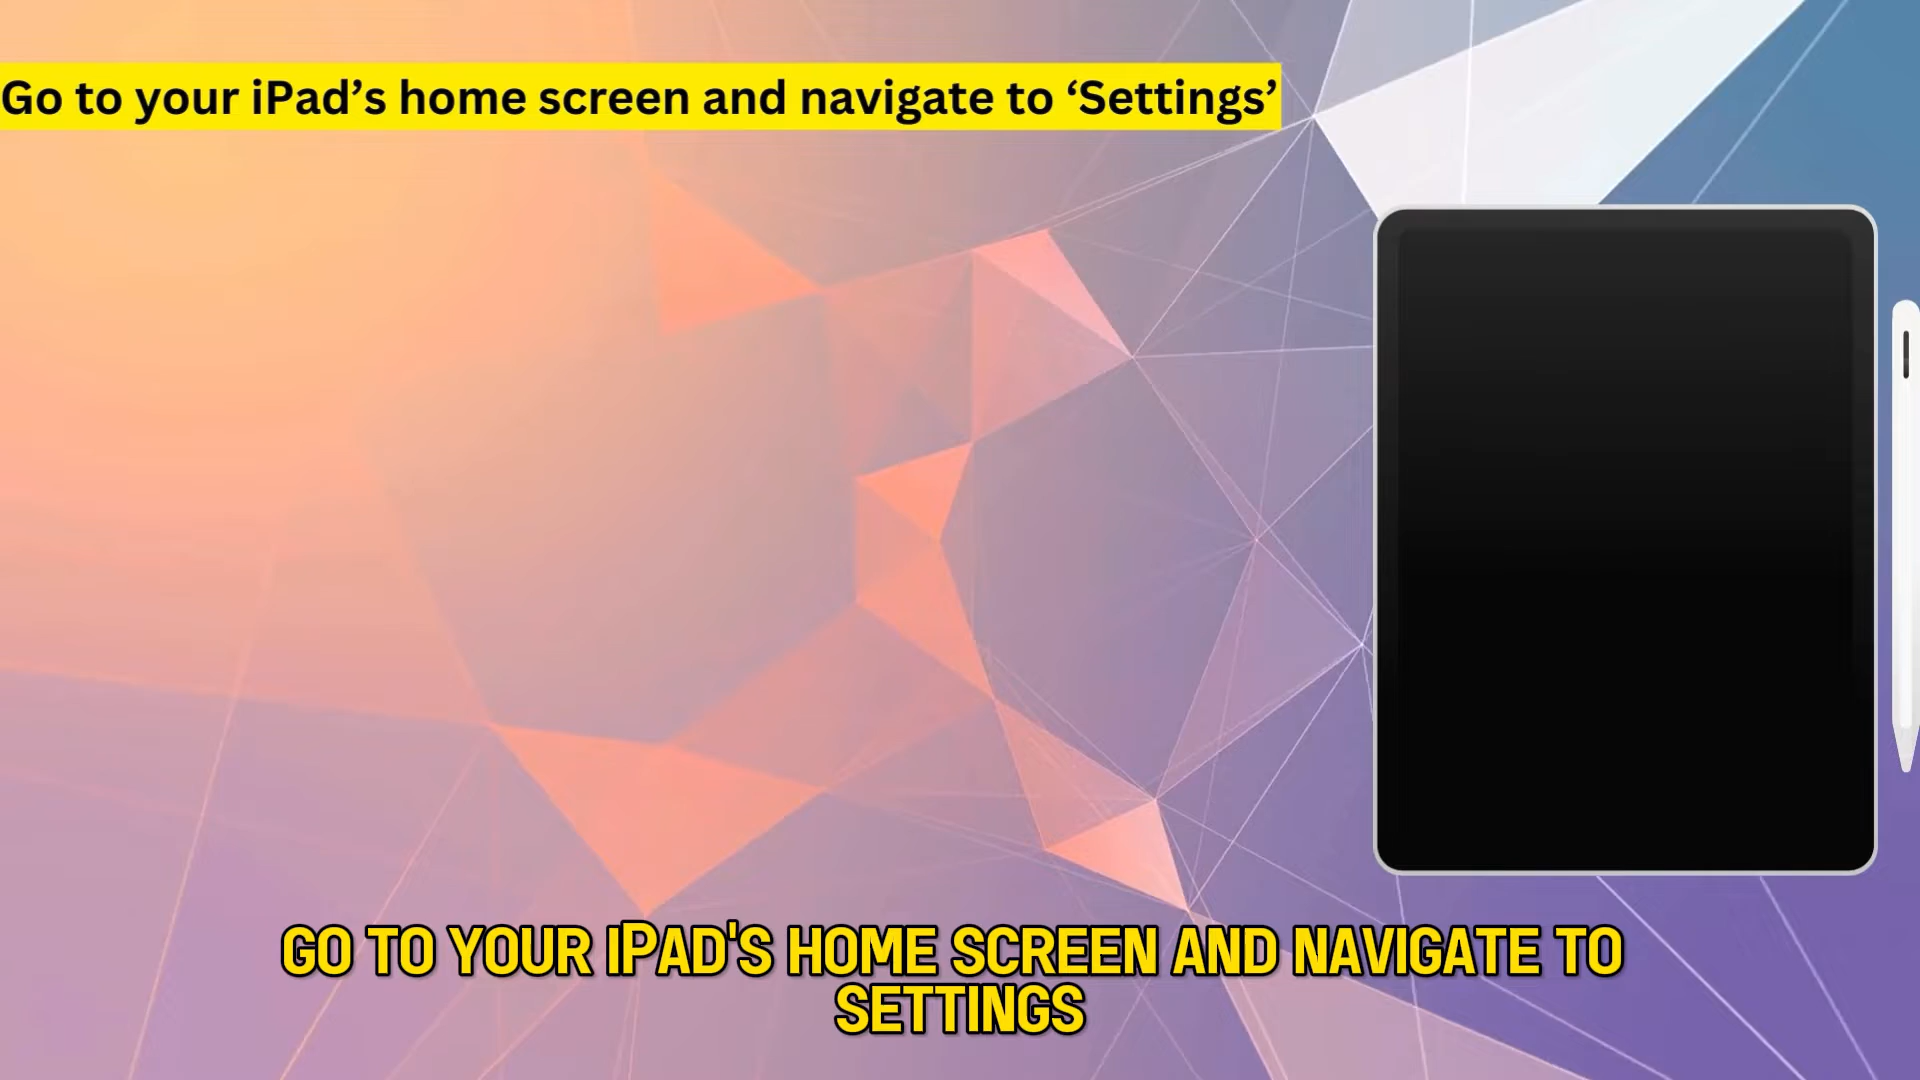 Go to your iPad’s home screen and navigate to ‘Settings’
GO TO YOUR IPAD'S HOME SCREEN AND NAVIGATE TO
SETTINGS